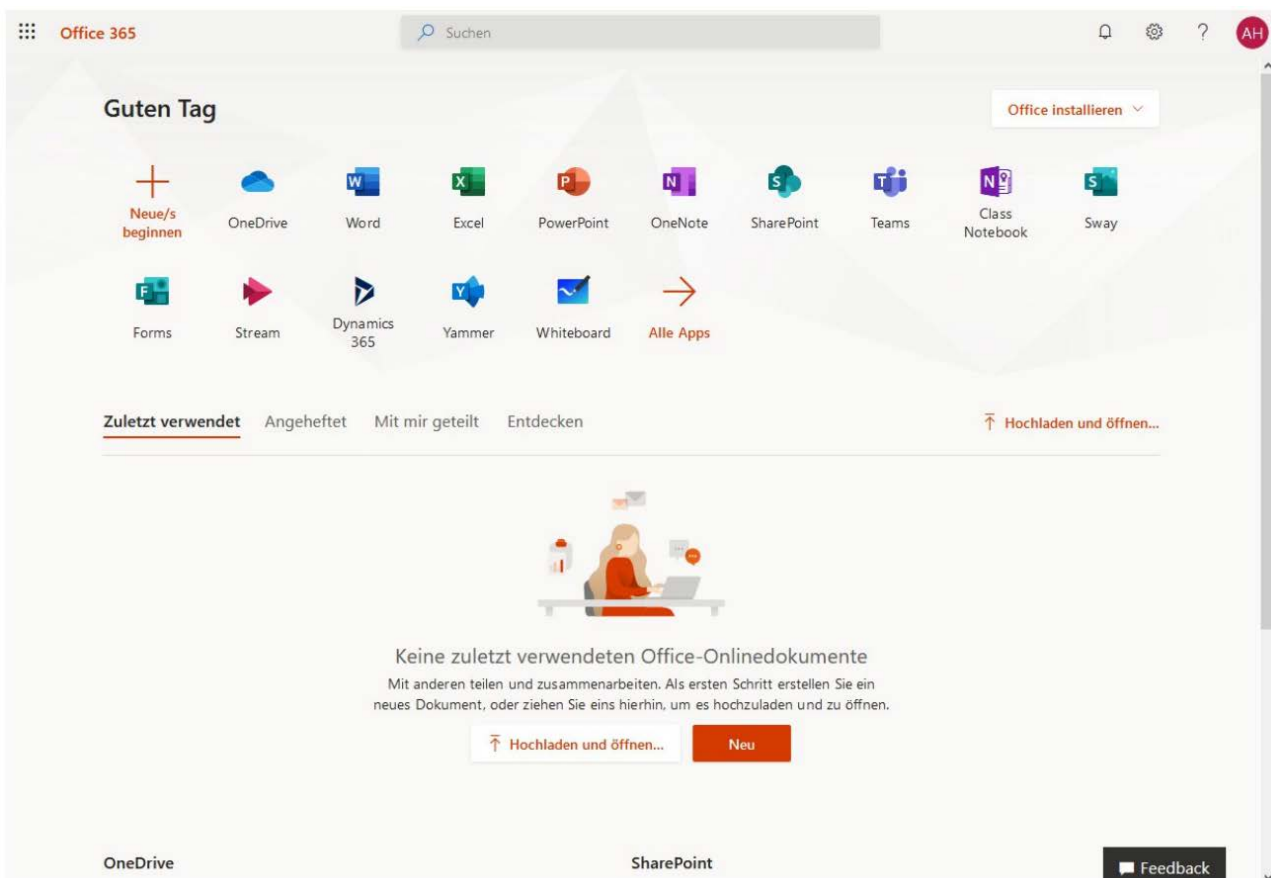 Office 365
Suchen
AH
Guten Tag
Office installieren
Neue/s beginnen
OneDrive
Word
Excel
PowerPoint
OneNote
SharePoint
Teams
Class Notebook
Sway
Forms
Stream
Dynamics 365
Yammer
Whiteboard
Alle Apps
Zuletzt verwendet
Angeheftet
Mit mir geteilt
Entdecken
Hochladen und öffnen...
Keine zuletzt verwendeten Office-Onlinedokumente
Mit anderen teilen und zusammenarbeiten. Als ersten Schritt erstellen Sie ein
neues Dokument, oder ziehen Sie eins hierhin, um es hochzuladen und zu öffnen.
Hochladen und öffnen...
Neu
OneDrive
SharePoint
Feedback